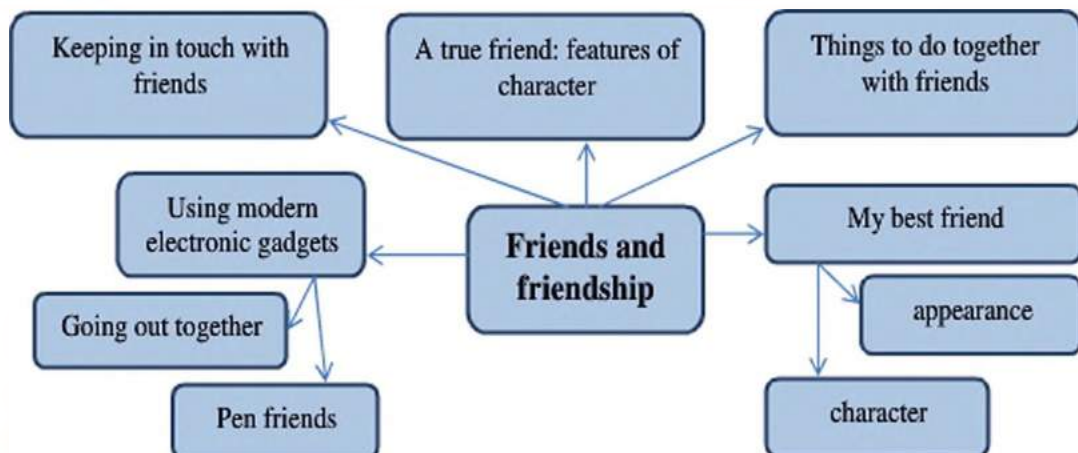 Keeping in touch with
friends
A true friend: features of
character
Things to do together
with friends
Using modern
electronic gadgets
Friends and
friendship
My best friend
Going out together
appearance
Pen friends
character